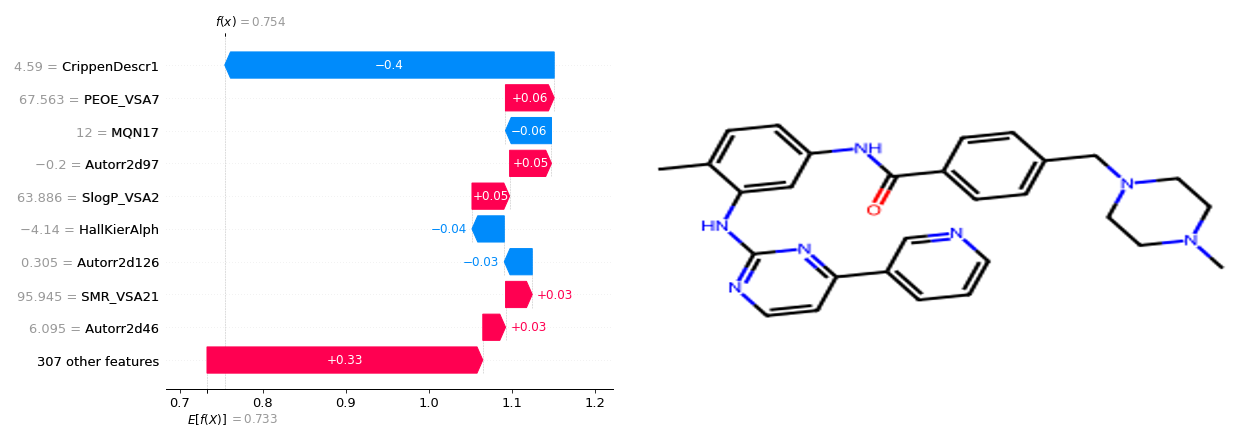 f(x) = 0.754
4.59 = CrippenDescr1
−0.4
67.563 = PEOE_VSA7
+0.06
12 = MQN17
−0.06
−0.2 = Autorr2d97
+0.05
63.886 = SlogP_VSA2
+0.05
−4.14 = HallKierAlph
−0.04
0.305 = Autorr2d126
−0.03
95.945 = SMR_VSA21
+0.03
6.095 = Autorr2d46
+0.03
307 other features
+0.33
0.7 0.8 0.9 1.0 1.1 1.2
E[f(X)] = 0.733
NH
O
N
N
HN
N
N
N